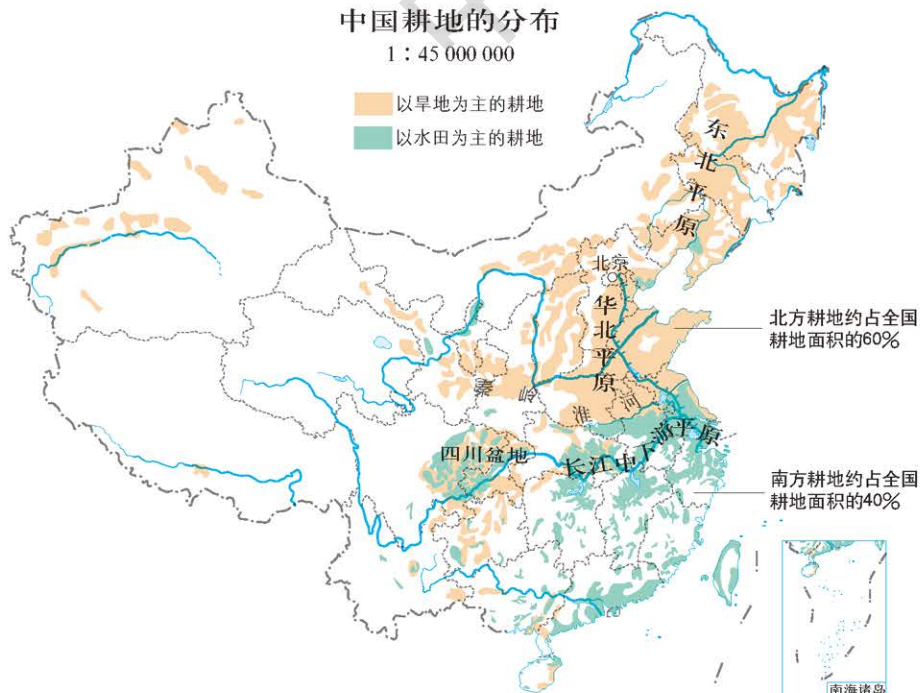 中国耕地的分布
1∶45 000 000
以旱地为主的耕地
以水田为主的耕地
东北平原
北京
华北平原
北方耕地约占全国
耕地面积的60%
秦岭
淮河
四川盆地
长江中下游平原
南方耕地约占全国
耕地面积的40%
南海诸岛